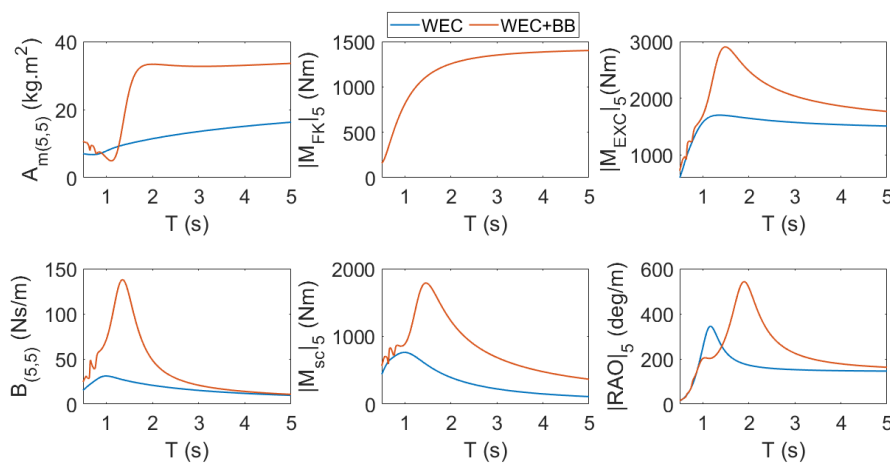 WEC WEC+BB
A_m(5,5) (kg.m²)
40
20
0
1 2 3 4 5
T (s)
|M_FK|_5 (Nm)
1500
1000
500
0
1 2 3 4 5
T (s)
|M_EXC|_5(Nm)
3000
2000
1000
1 2 3 4 5
T (s)
B_(5,5) (Ns/m)
150
100
50
0
1 2 3 4 5
T (s)
|M_sc|_5 (Nm)
2000
1000
0
1 2 3 4 5
T (s)
|RAO|_5 (deg/m)
600
400
200
0
1 2 3 4 5
T (s)